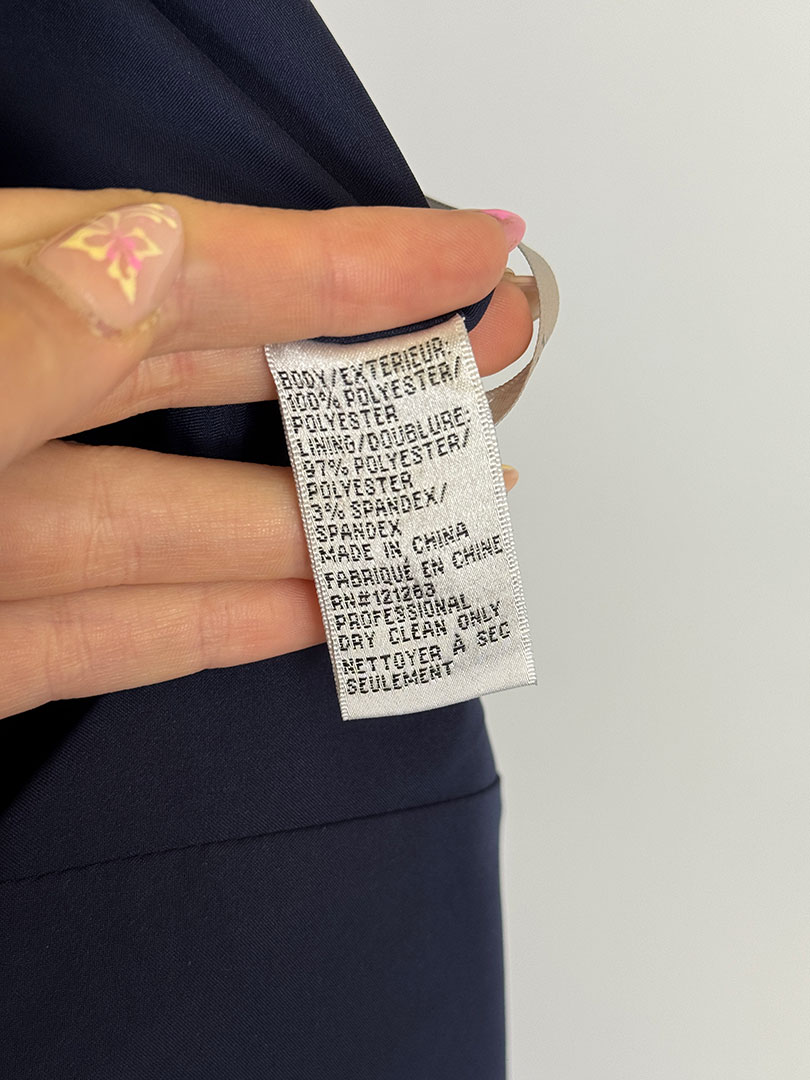 BODY/EXTERIEUR:
100% POLYESTER/
POLYESTER
LINING/DOUBLURE:
97% POLYESTER/
POLYESTER
3% SPANDEX/
SPANDEX
MADE IN CHINA
FABRIQUÉ EN CHINE
RN#121263
PROFESSIONAL
DRY CLEAN ONLY
NETTOYER À SEC
SEULEMENT